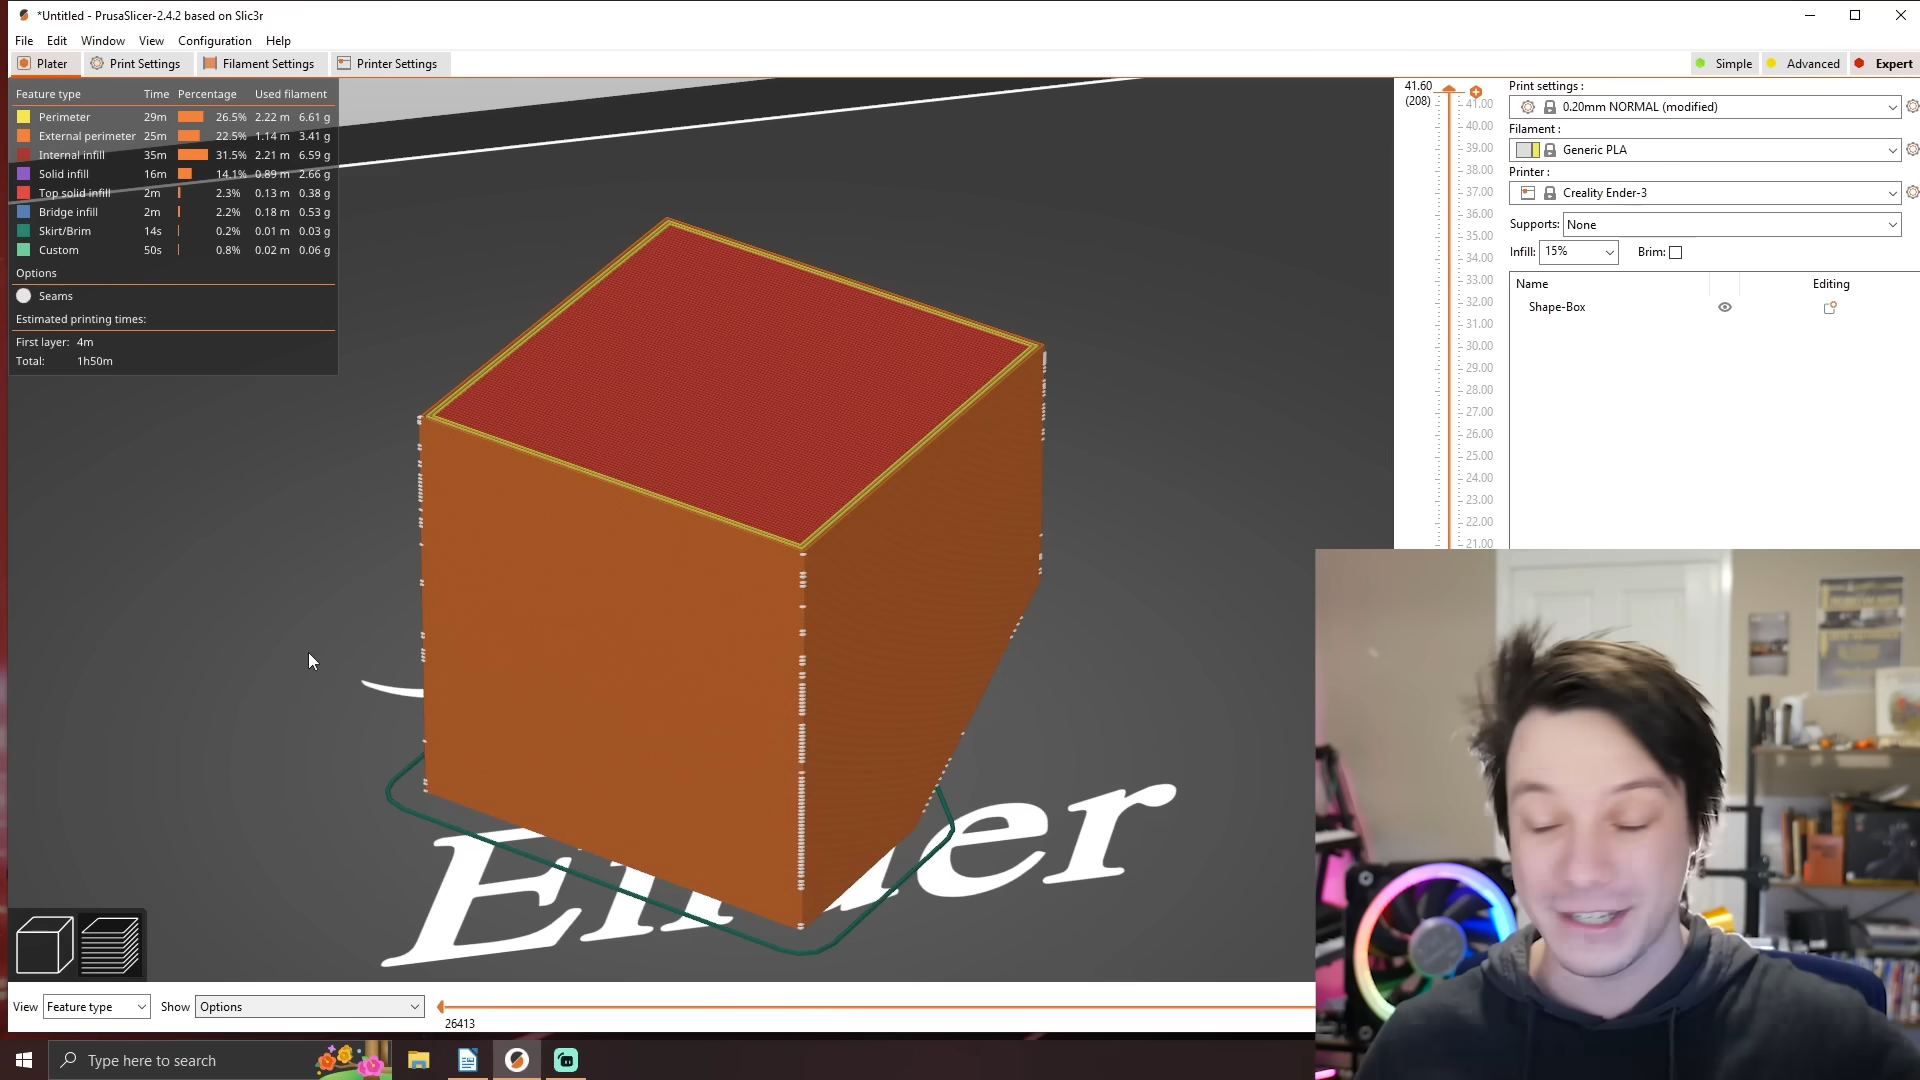 *Untitled - PrusaSlicer-2.4.2 based on Slic3r
File Edit Window View Configuration Help
Plater Print Settings Filament Settings Printer Settings Simple Advanced Expert
Feature type Time Percentage Used filament
Perimeter 29m 26.5% 2.22 m 6.61 g
External perimeter 25m 22.5% 1.14 m 3.41 g
Internal infill 35m 31.5% 2.21 m 6.59 g
Solid infill 16m 14.1% 0.89 m 2.66 g
Top solid infill 2m 2.3% 0.13 m 0.38 g
Bridge infill 2m 2.2% 0.18 m 0.53 g
Skirt/Brim 14s 0.2% 0.01 m 0.03 g
Custom 50s 0.8% 0.02 m 0.06 g
Options
Seams
Estimated printing times:
First layer: 4m
Total: 1h50m
41.60
(208)
41.00
40.00
39.00
38.00
37.00
36.00
35.00
34.00
33.00
32.00
31.00
30.00
29.00
28.00
27.00
26.00
25.00
24.00
23.00
22.00
21.00
Print settings :
0.20mm NORMAL (modified)
Filament :
Generic PLA
Printer :
Creality Ender-3
Supports: None
Infill: 15% Brim:
Name Editing
Shape-Box
View Feature type Show Options
26413
Type here to search